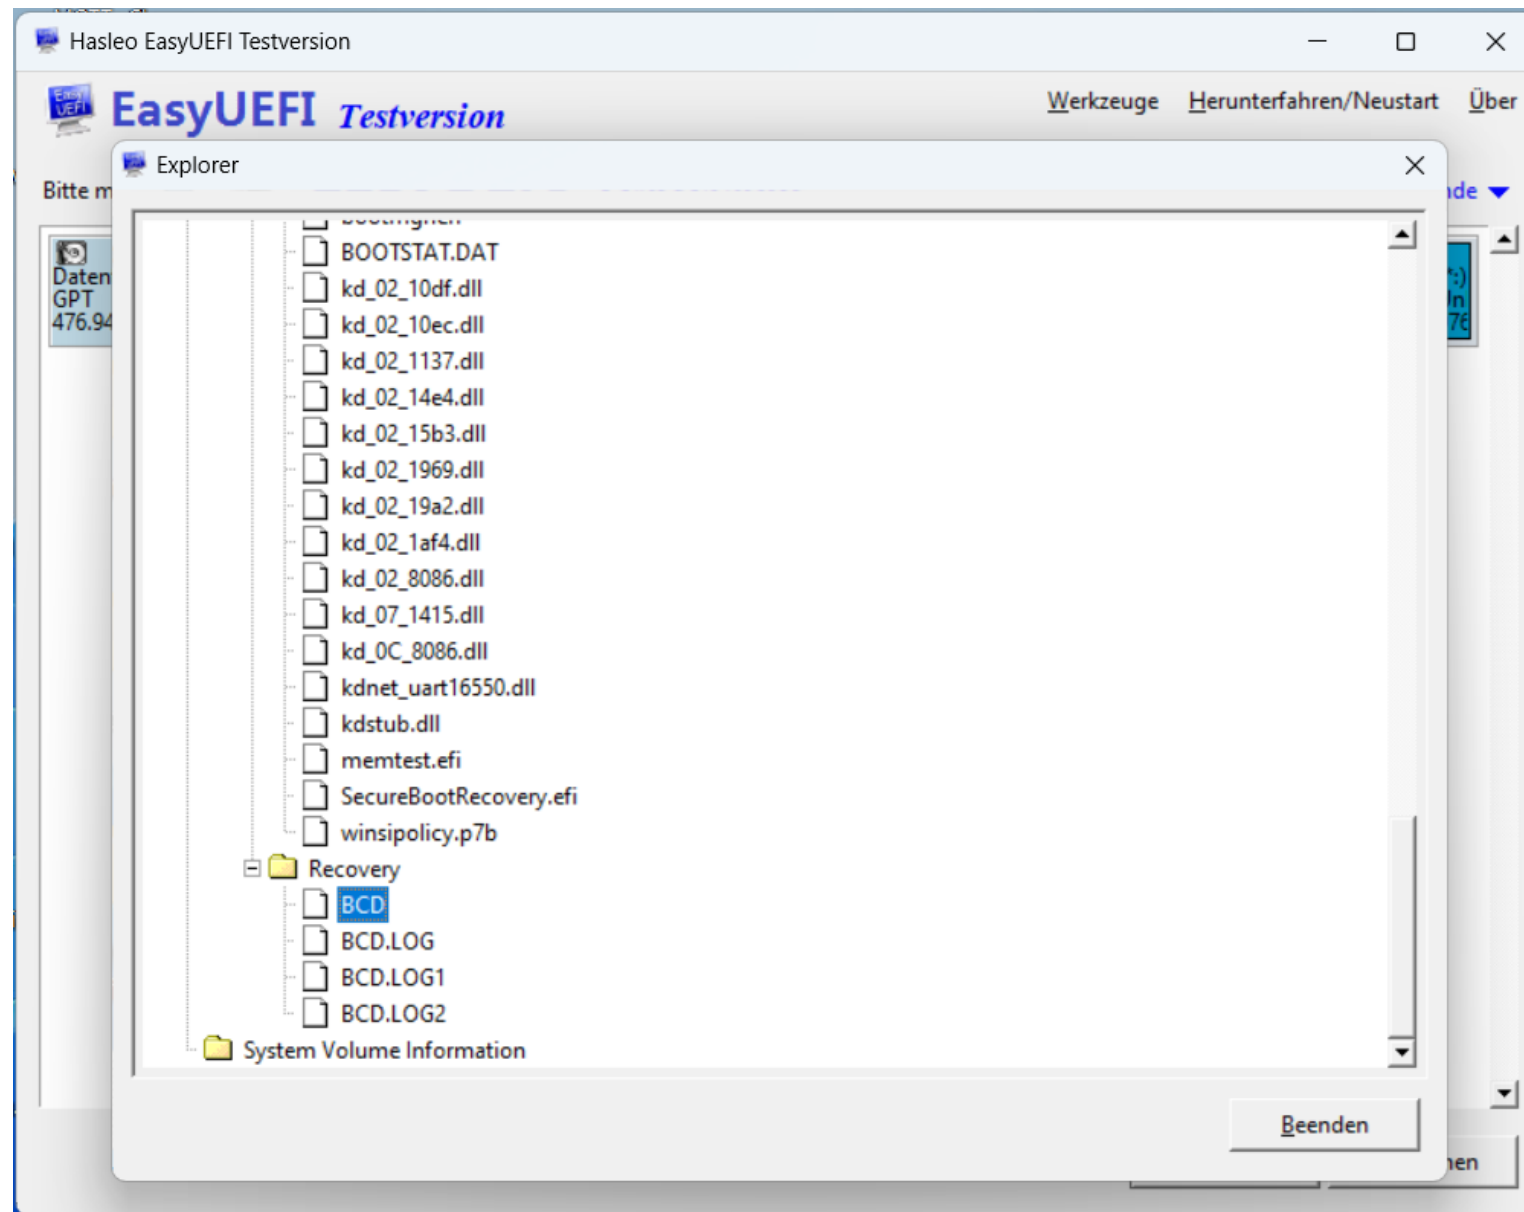 Hasleo EasyUEFI Testversion
EasyUEFI Testversion
Werkzeuge Herunterfahren/Neustart Über
Explorer
Bitte
BOOTSTAT.DAT
kd_02_10df.dll
kd_02_10ec.dll
kd_02_1137.dll
kd_02_14e4.dll
kd_02_15b3.dll
kd_02_1969.dll
kd_02_19a2.dll
kd_02_1af4.dll
kd_02_8086.dll
kd_07_1415.dll
kd_0C_8086.dll
kdnet_uart16550.dll
kdstub.dll
memtest.efi
SecureBootRecovery.efi
winsipolicy.p7b
Recovery
BCD
BCD.LOG
BCD.LOG1
BCD.LOG2
System Volume Information
Daten
GPT
476.94
Beenden